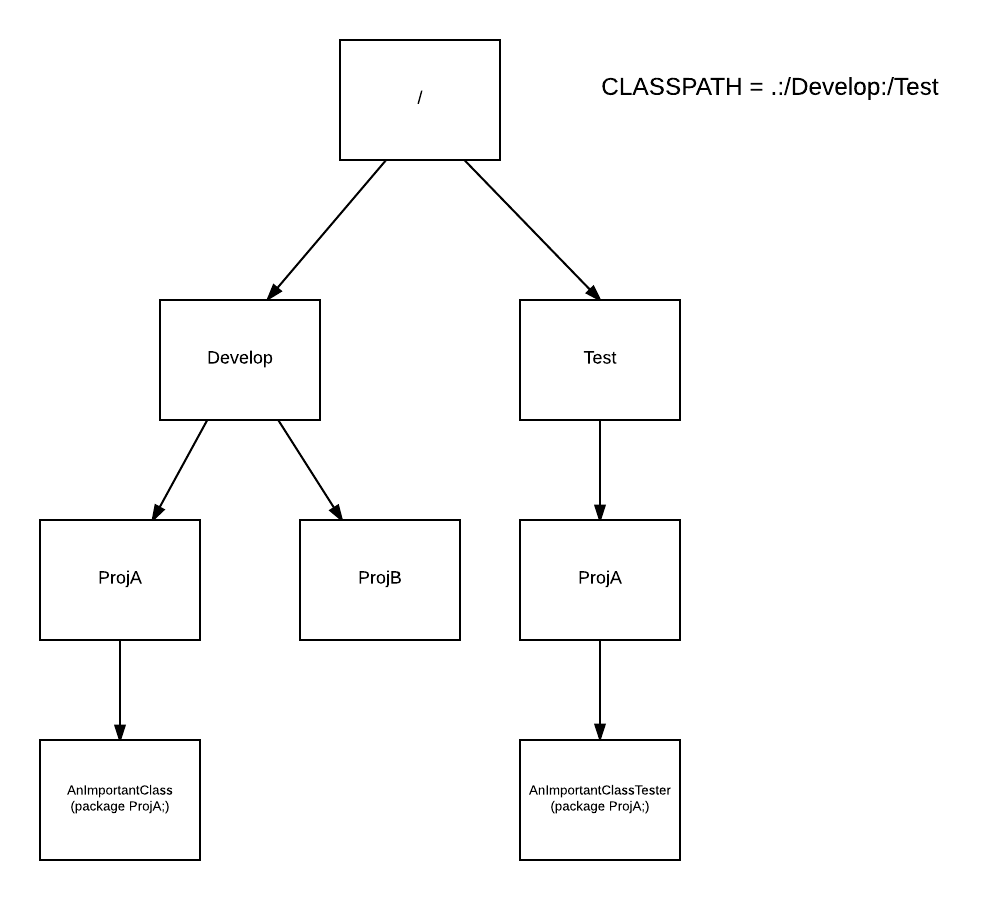 /
CLASSPATH = .:/Develop:/Test
Develop
Test
ProjA
ProjB
ProjA
AnImportantClass
(package ProjA;)
AnImportantClassTester
(package ProjA;)